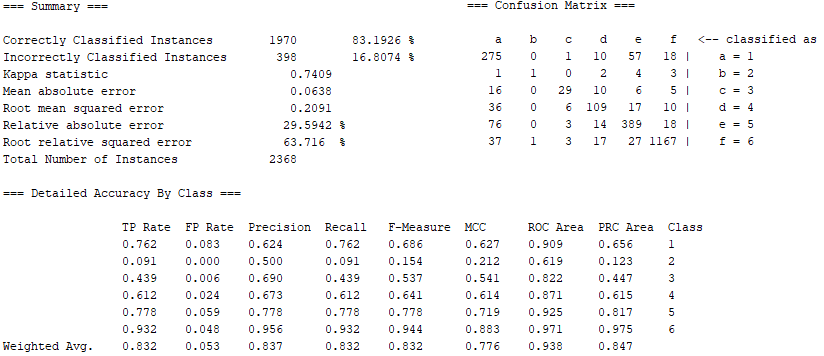 === Summary ===
Correctly Classified Instances 1970 83.1926 %
Incorrectly Classified Instances 398 16.8074 %
Kappa statistic 0.7409
Mean absolute error 0.0638
Root mean squared error 0.2091
Relative absolute error 29.5942 %
Root relative squared error 63.716 %
Total Number of Instances 2368
=== Confusion Matrix ===
a b c d e f <-- classified as
275 0 1 10 57 18 | a = 1
1 1 0 2 4 3 | b = 2
16 0 29 10 6 5 | c = 3
36 0 6 109 17 10 | d = 4
76 0 3 14 389 18 | e = 5
37 1 3 17 27 1167 | f = 6
=== Detailed Accuracy By Class ===
TP Rate FP Rate Precision Recall F-Measure MCC ROC Area PRC Area Class
0.762 0.083 0.624 0.762 0.686 0.627 0.909 0.656 1
0.091 0.000 0.500 0.091 0.154 0.212 0.619 0.123 2
0.439 0.006 0.690 0.439 0.537 0.541 0.822 0.447 3
0.612 0.024 0.673 0.612 0.641 0.614 0.871 0.615 4
0.778 0.059 0.778 0.778 0.778 0.719 0.925 0.817 5
0.932 0.048 0.956 0.932 0.944 0.883 0.971 0.975 6
Weighted Avg. 0.832 0.053 0.837 0.832 0.832 0.776 0.938 0.847